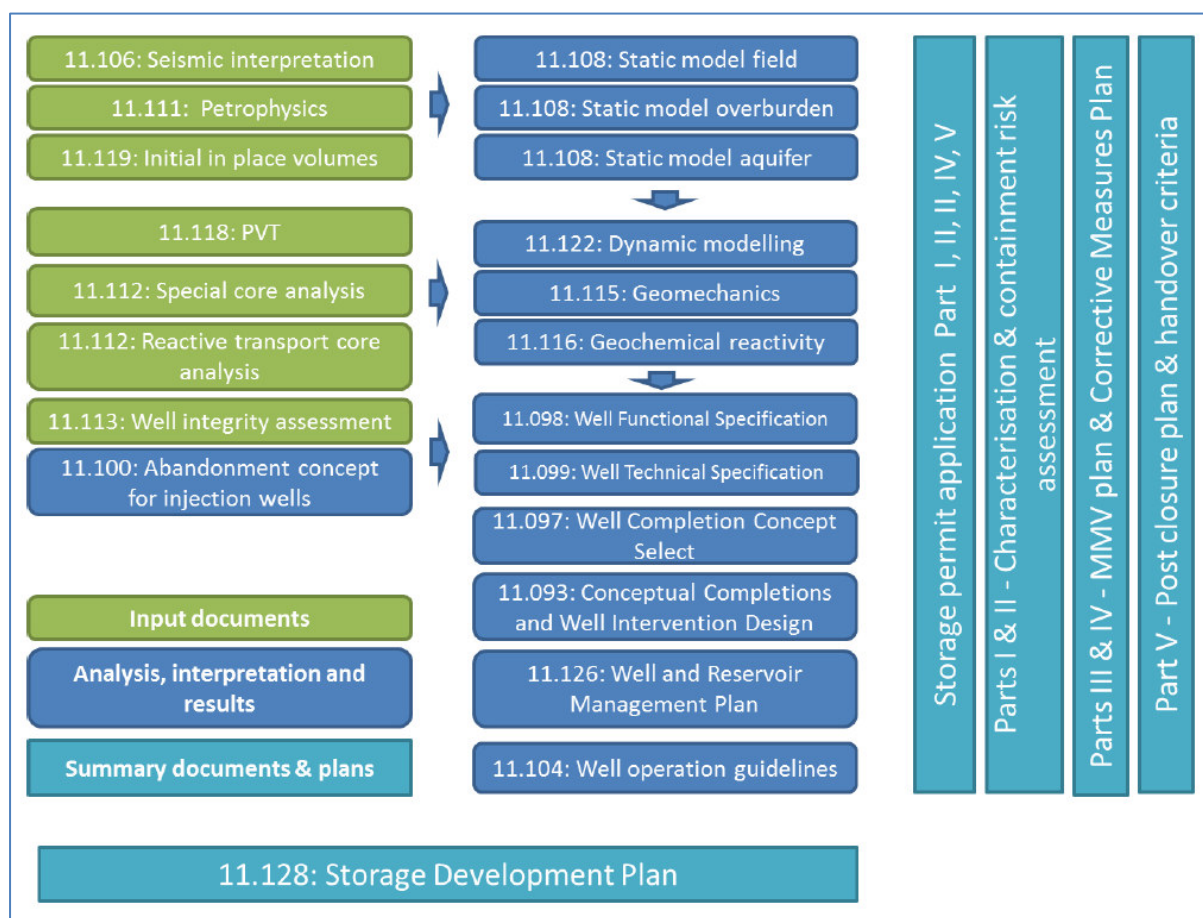 11.106: Seismic interpretation
11.111:  Petrophysics
11.119: Initial in place volumes
11.118: PVT
11.112: Special core analysis
11.112: Reactive transport core
analysis
11.113: Well integrity assessment
11.100: Abandonment concept
for injection wells
Input documents
Analysis, interpretation and
results
Summary documents & plans
11.108: Static model field
11.108: Static model overburden
11.108: Static model aquifer
11.122: Dynamic modelling
11.115: Geomechanics
11.116: Geochemical reactivity
11.098: Well Functional Specification
11.099: Well Technical Specification
11.097: Well Completion Concept
Select
11.093: Conceptual Completions
and Well Intervention Design
11.126: Well and Reservoir
Management Plan
11.104: Well operation guidelines
Storage permit application  Part  I, II, II, IV, V
Parts I & II - Characterisation & containment risk
assessment
Parts III & IV - MMV plan & Corrective Measures Plan
Part V - Post closure plan & handover criteria
11.128: Storage Development Plan